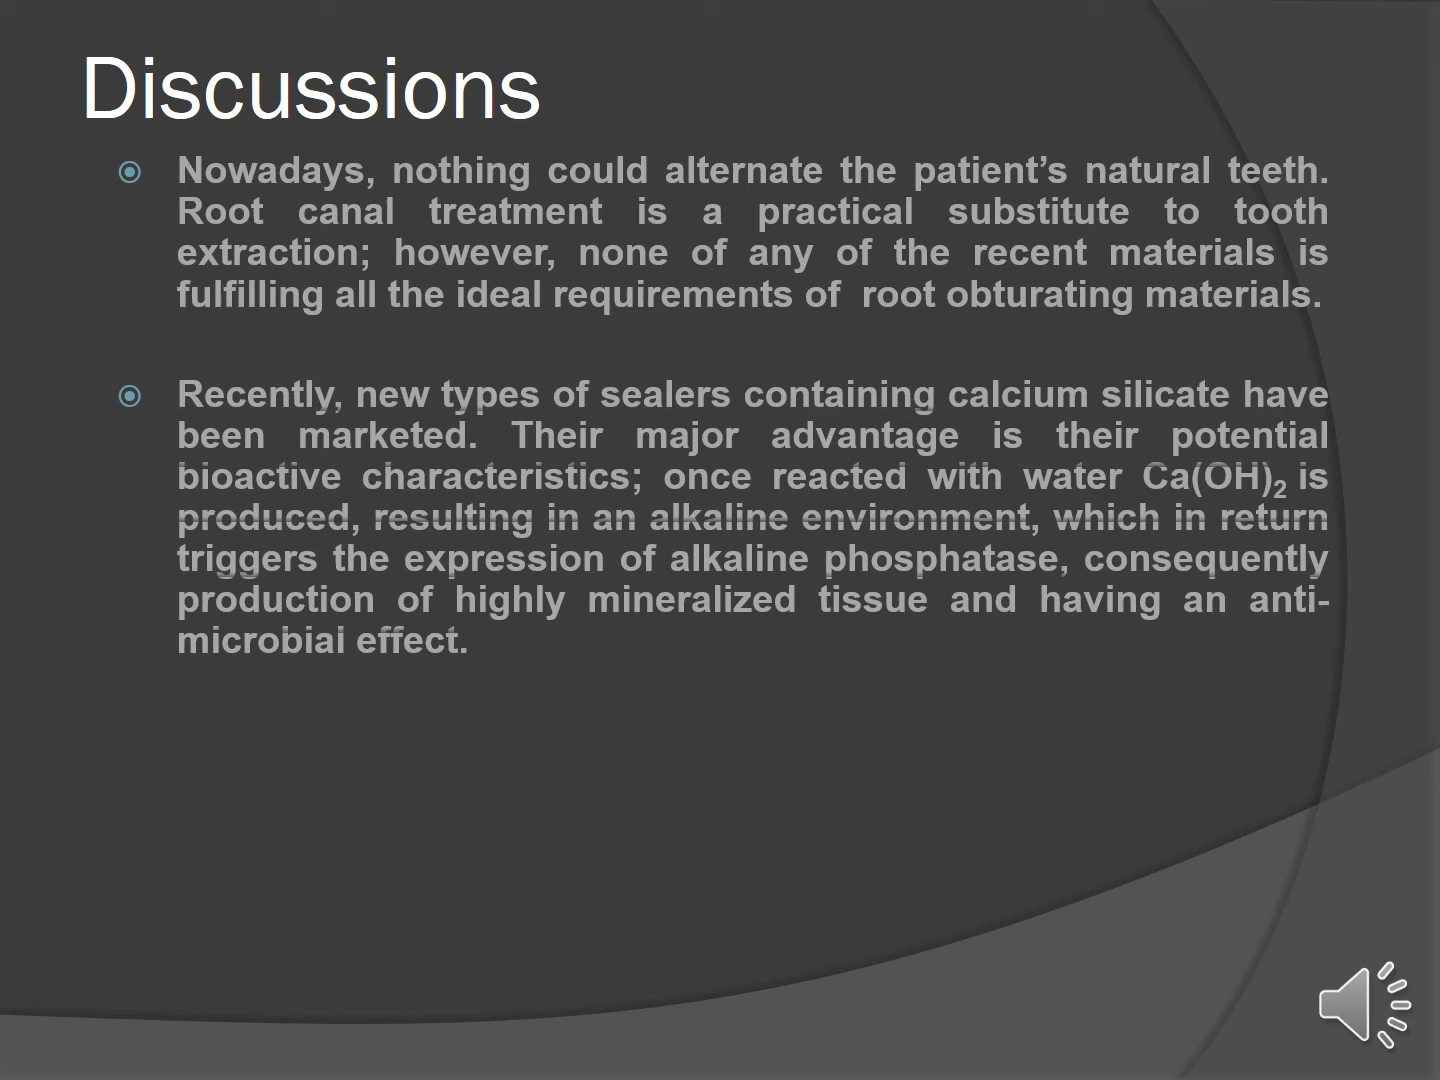 Discussions
Nowadays, nothing could alternate the patient’s natural teeth.
Root canal treatment is a practical substitute to tooth
extraction; however, none of any of the recent materials is
fulfilling all the ideal requirements of  root obturating materials.
Recently, new types of sealers containing calcium silicate have
been marketed. Their major advantage is their potential
bioactive characteristics; once reacted with water Ca(OH)₂ is
produced, resulting in an alkaline environment, which in return
triggers the expression of alkaline phosphatase, consequently
production of highly mineralized tissue and having an anti-
microbial effect.